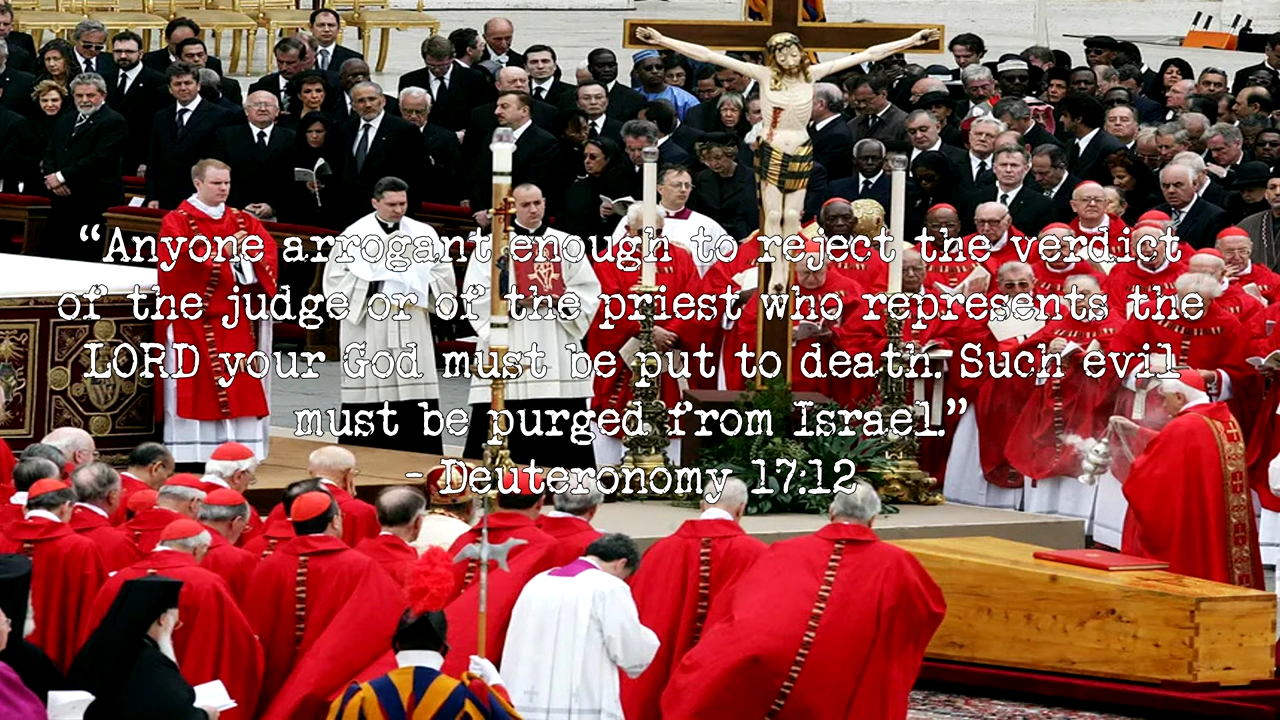 “Anyone arrogant enough to reject the verdict
of the judge or of the priest who represents the
LORD your God must be put to death. Such evil
must be purged from Israel.”
- Deuteronomy 17:12